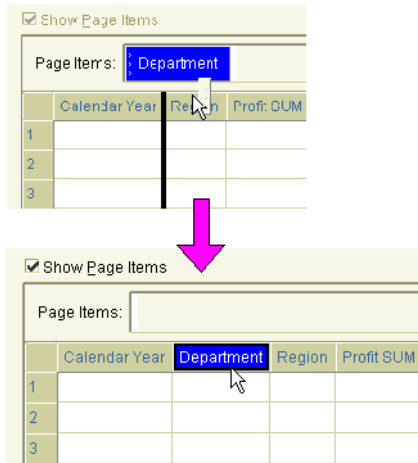 Show Page Items
Page Items: Department
Calendar Year Region Profit SUM
1
2
3
Show Page Items
Page Items:
Calendar Year Department Region Profit SUM
1
2
3